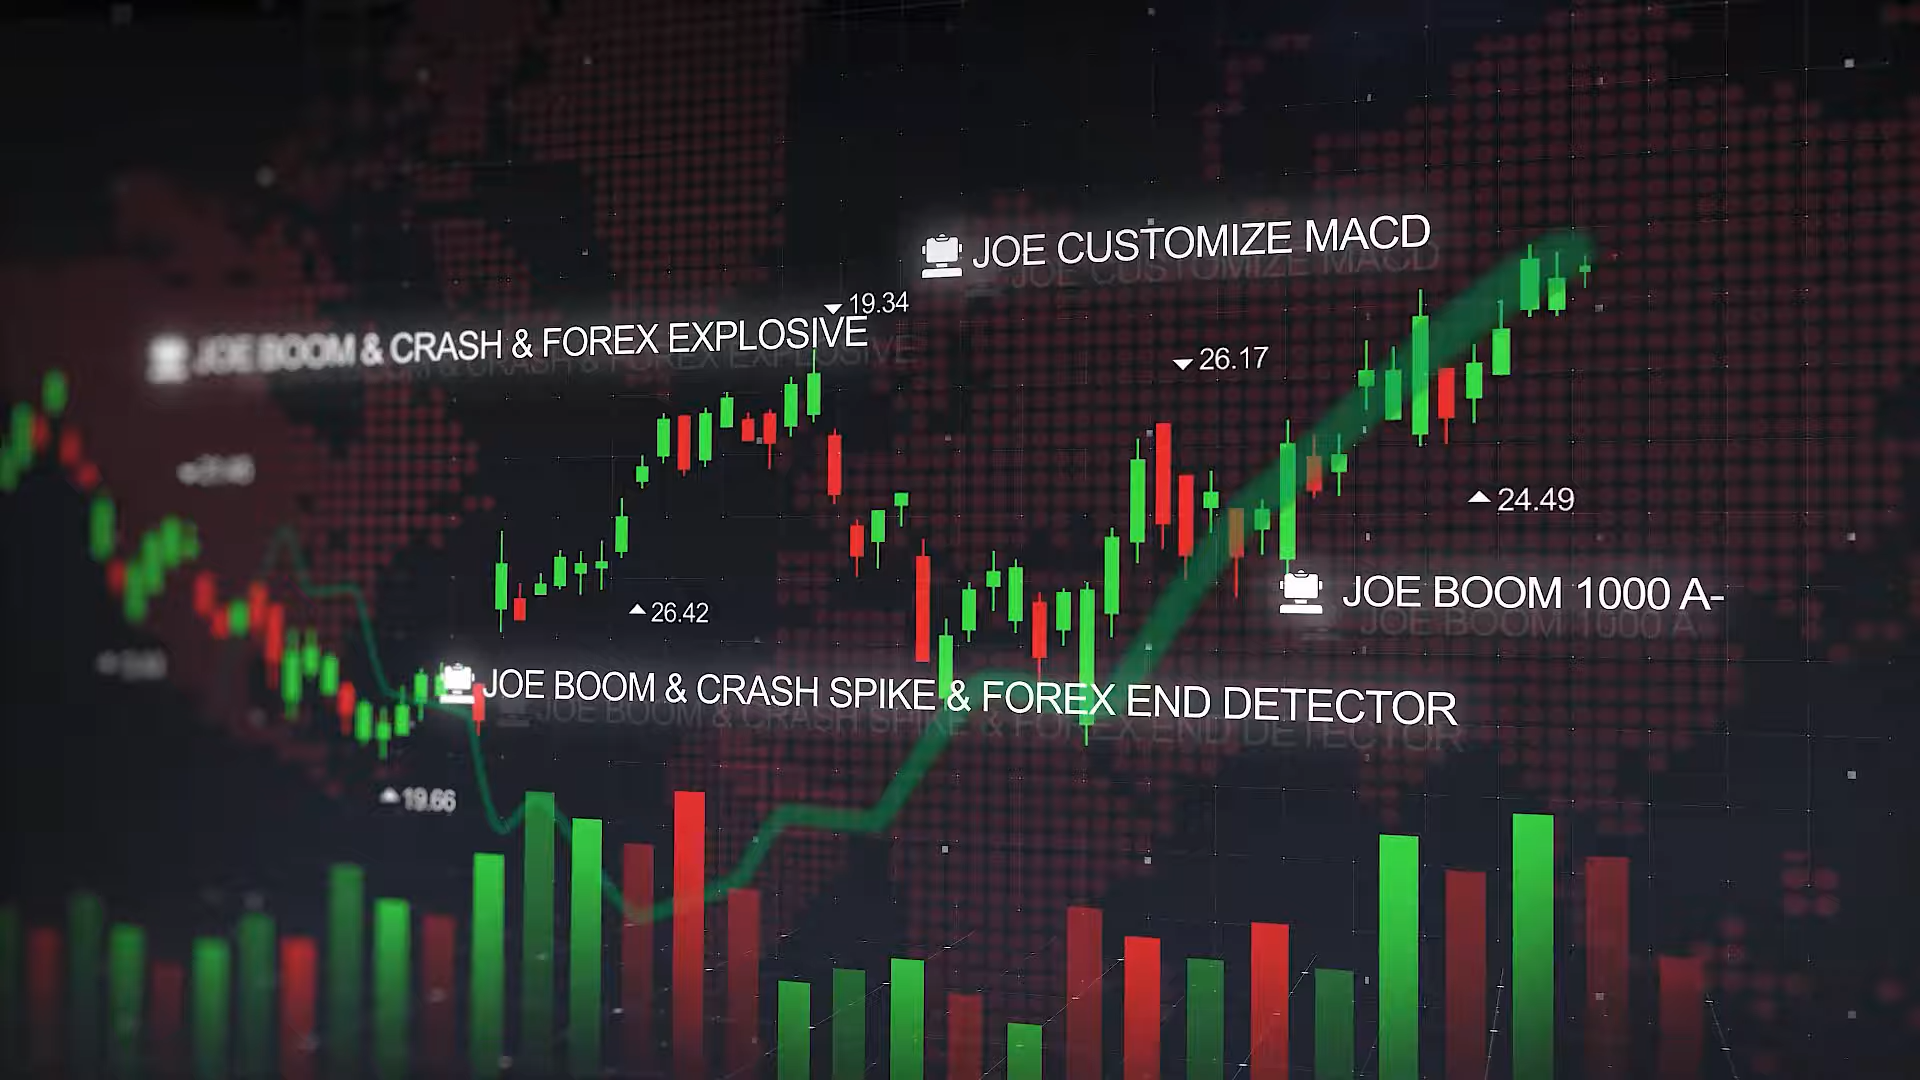 JOE CUSTOMIZE MACD
▼19.34
JOE BOOM & CRASH & FOREX EXPLOSIVE
▼26.17
▲24.49
JOE BOOM 1000 A-
▲26.42
JOE BOOM & CRASH SPIKE & FOREX END DETECTOR
▲19.66